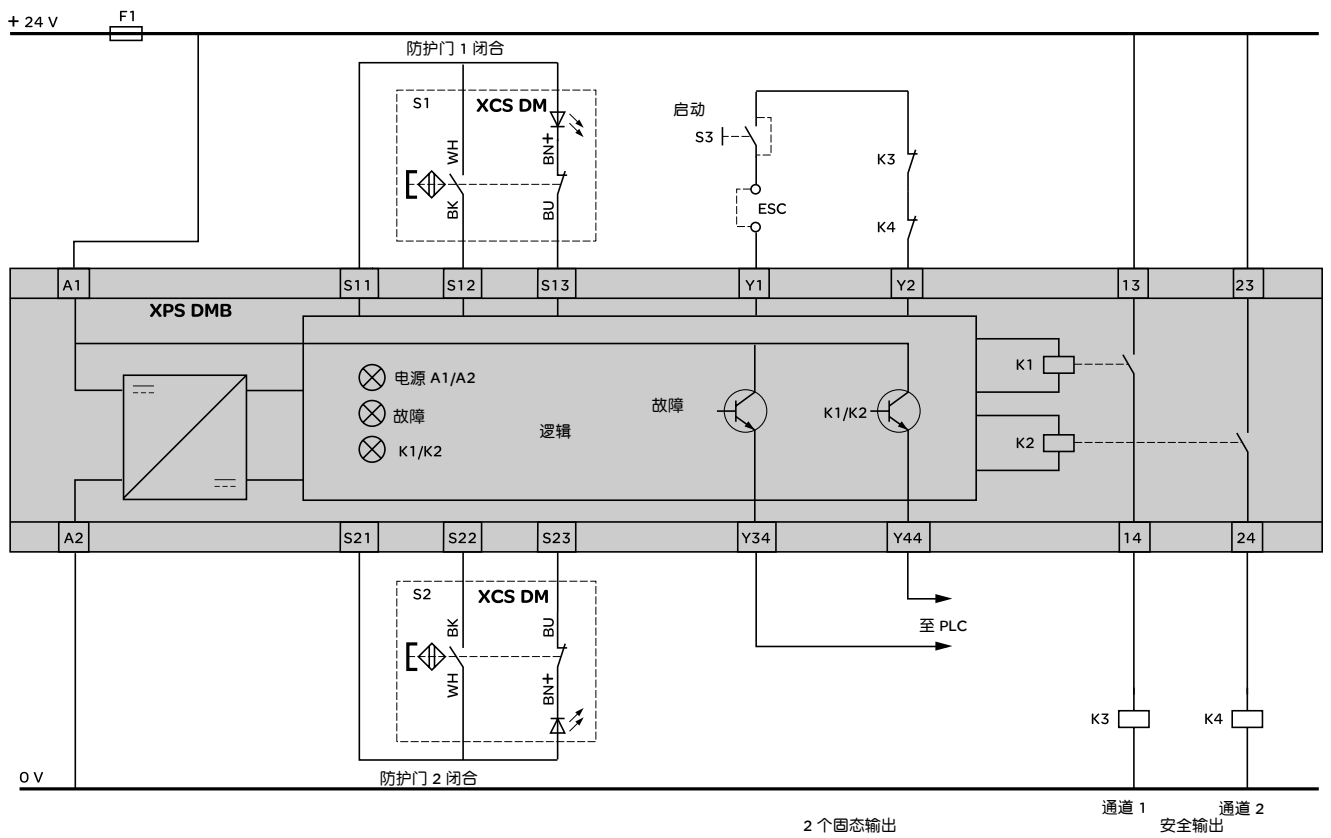 F1
+ 24 V
防护门 1 闭合
S1
XCS DM
启动
S3
WH
BN+
K3
BK
BU
ESC
K4
A1
S11
S12
S13
Y1
Y2
13
23
XPS DMB
电源 A1/A2
故障
K1/K2
逻辑
故障
K1/K2
K1
K2
A2
S21
S22
S23
Y34
Y44
14
24
S2
XCS DM
BK
BU
至 PLC
WH
BN+
K3
K4
0 V
防护门 2 闭合
通道 1
通道 2
2 个固态输出
安全输出